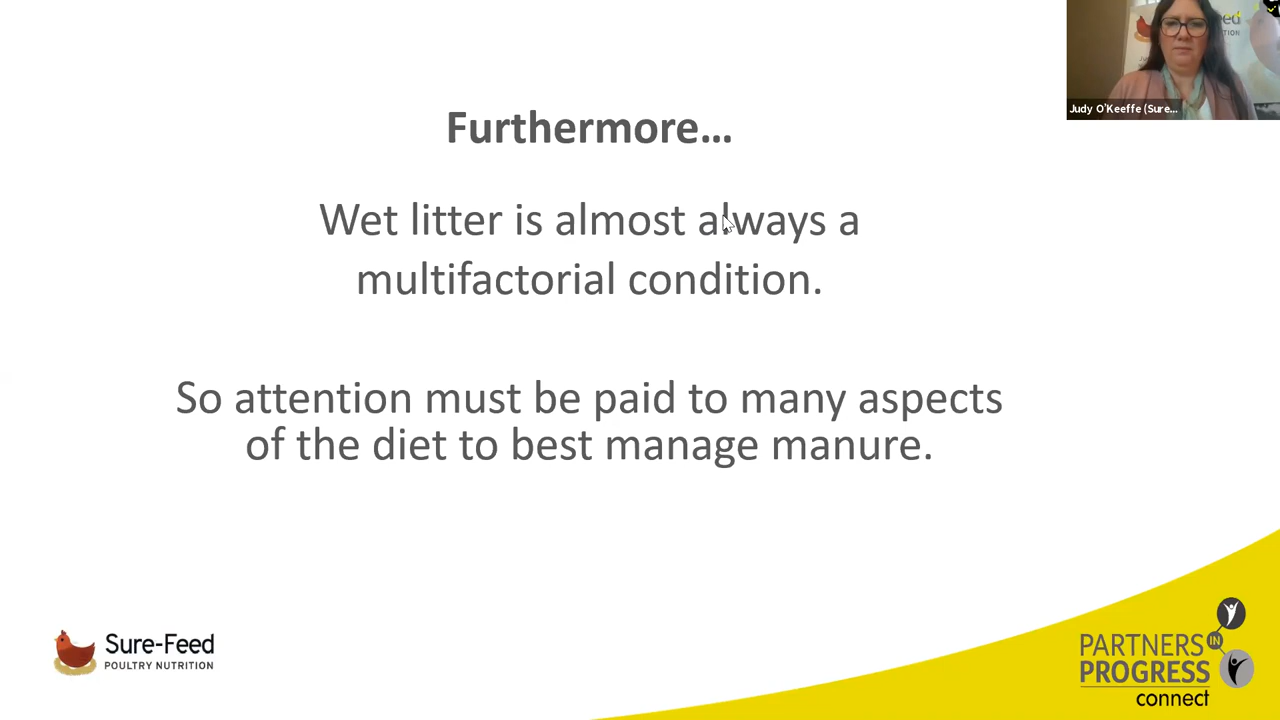 Furthermore…
Wet litter is almost always a
multifactorial condition.
So attention must be paid to many aspects
of the diet to best manage manure.
Judy O'Keeffe (Sure...
Sure-Feed
POULTRY NUTRITION
PARTNERS
IN
PROGRESS
connect